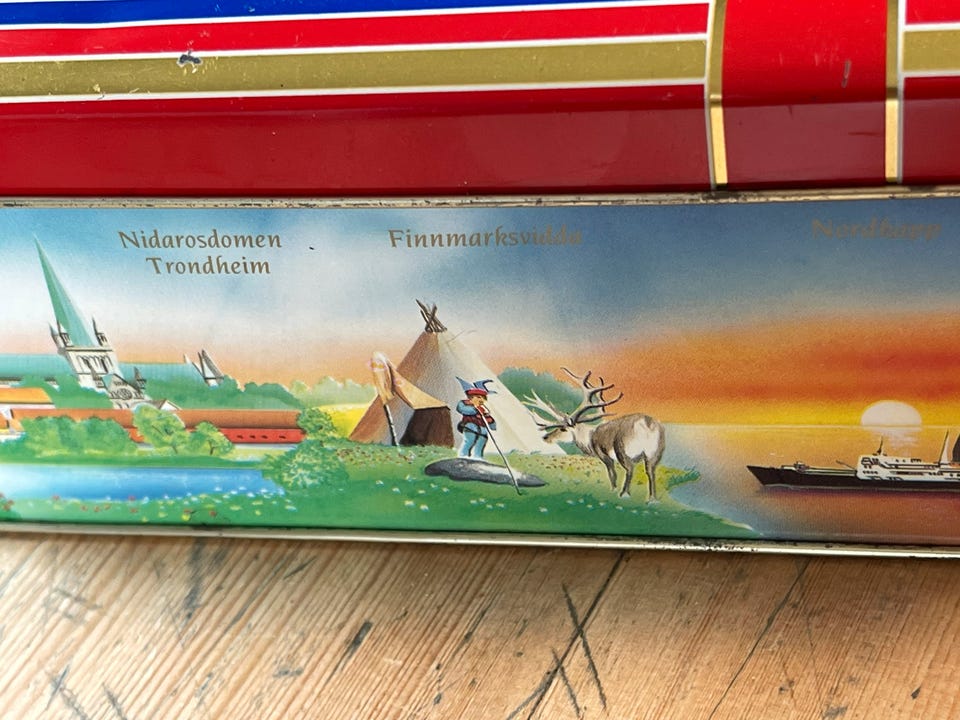 Nidarosdomen
Trondheim
Finnmarksvidda
Nordkapp